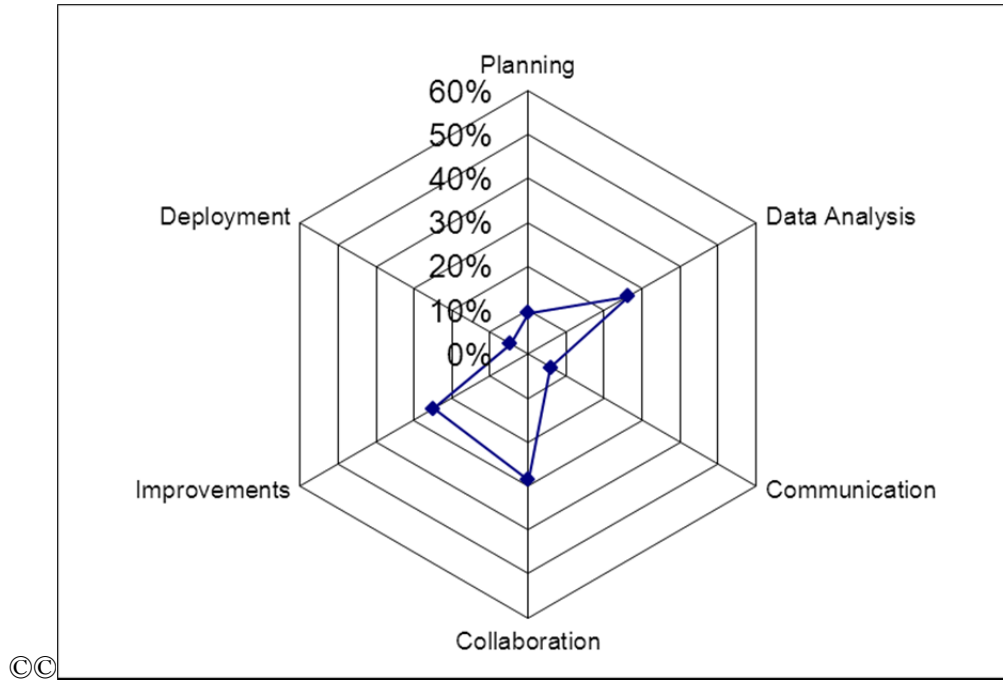 Planning
60%
50%
40%
Deployment
30%
Data Analysis
20%
10%
0%
Improvements
Communication
Collaboration
©©